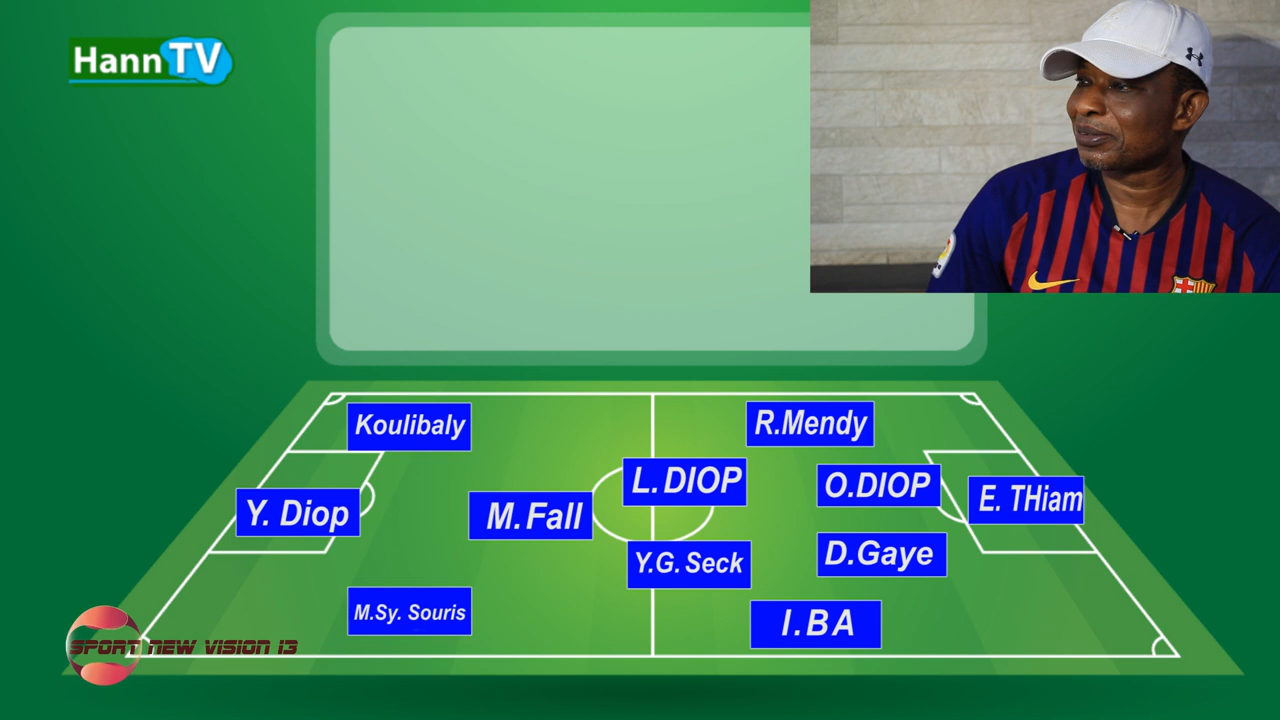 HannTV
Koulibaly
R.Mendy
L.DIOP
O.DIOP
E. THiam
Y. Diop
M.Fall
Y.G.Seck
D.Gaye
M.Sy. Souris
I.BA
SPORT NEW VISION 13